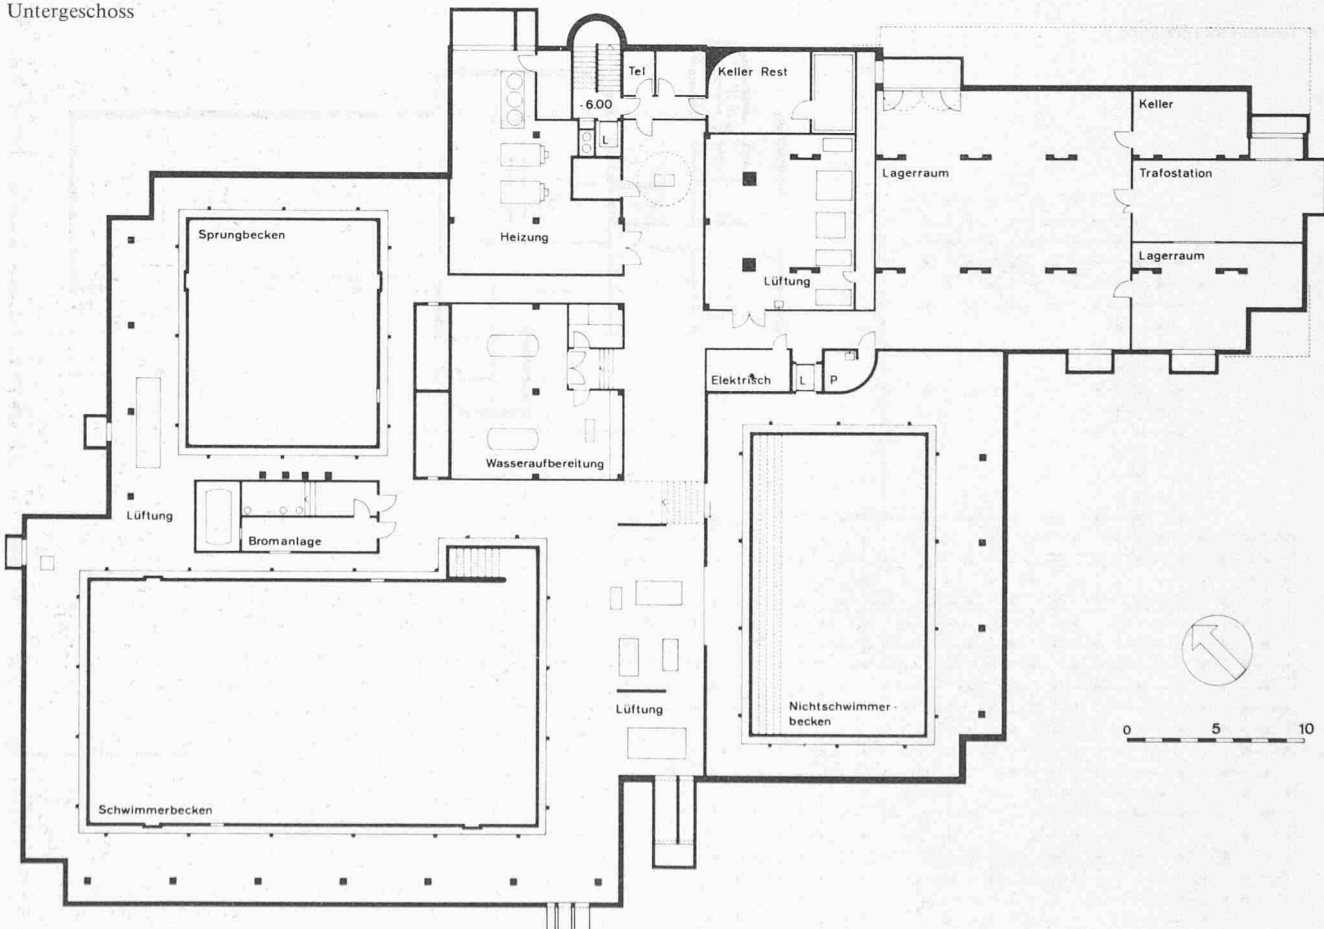 Untergeschoss
Tel
Keller Rest
-6.00
L
Keller
Lagerraum
Trafostation
Sprungbecken
Heizung
Lagerraum
Lüftung
Elektrisch
L
P
Wasseraufbereitung
Lüftung
Bromanlage
Nichtschwimmer-
becken
Lüftung
0 5 10
Schwimmerbecken